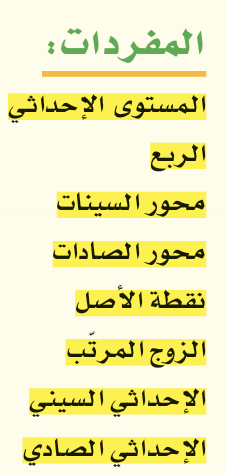 المفردات:
المستوى الإحداثي
الربع
محور السينات
محور الصادات
نقطة الأصل
الزوج المرتّب
الإحداثي السيني
الإحداثي الصادي